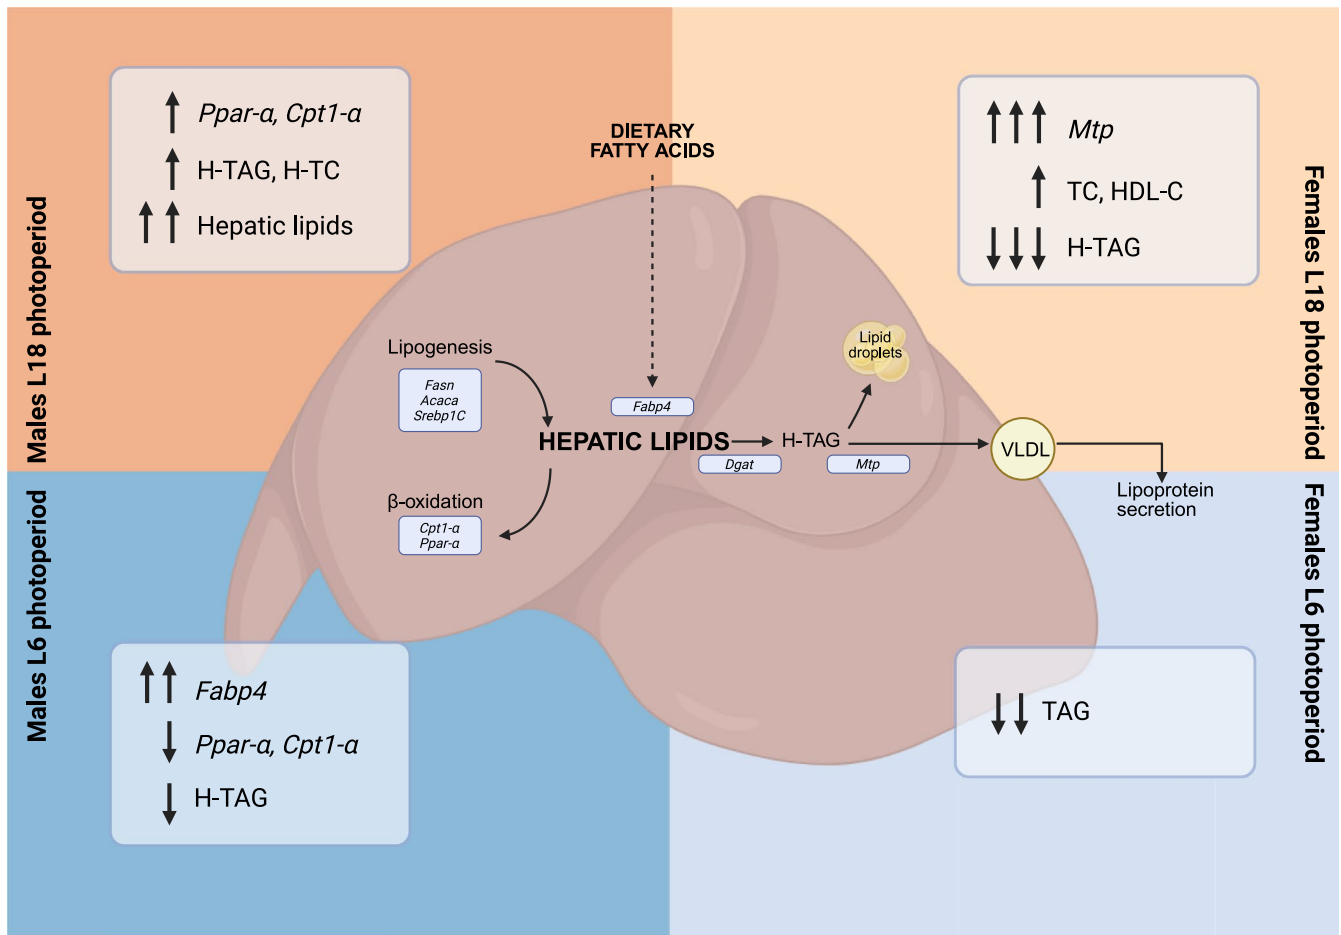 Males L18 photoperiod
↑ Ppar-α, Cpt1-α
↑ H-TAG, H-TC
↑ ↑ Hepatic lipids
DIETARY
FATTY ACIDS
↑ ↑ ↑ Mtp
↑ TC, HDL-C
↓ ↓ ↓ H-TAG
Females L18 photoperiod
Lipogenesis
Fasn
Acaca
Srebp1C
Fabp4
HEPATIC LIPIDS
Dgat
H-TAG
Mtp
Lipid
droplets
VLDL
Lipoprotein
secretion
β-oxidation
Cpt1-α
Ppar-α
Males L6 photoperiod
↑ ↑ Fabp4
↓ Ppar-α, Cpt1-α
↓ H-TAG
↓ ↓ TAG
Females L6 photoperiod